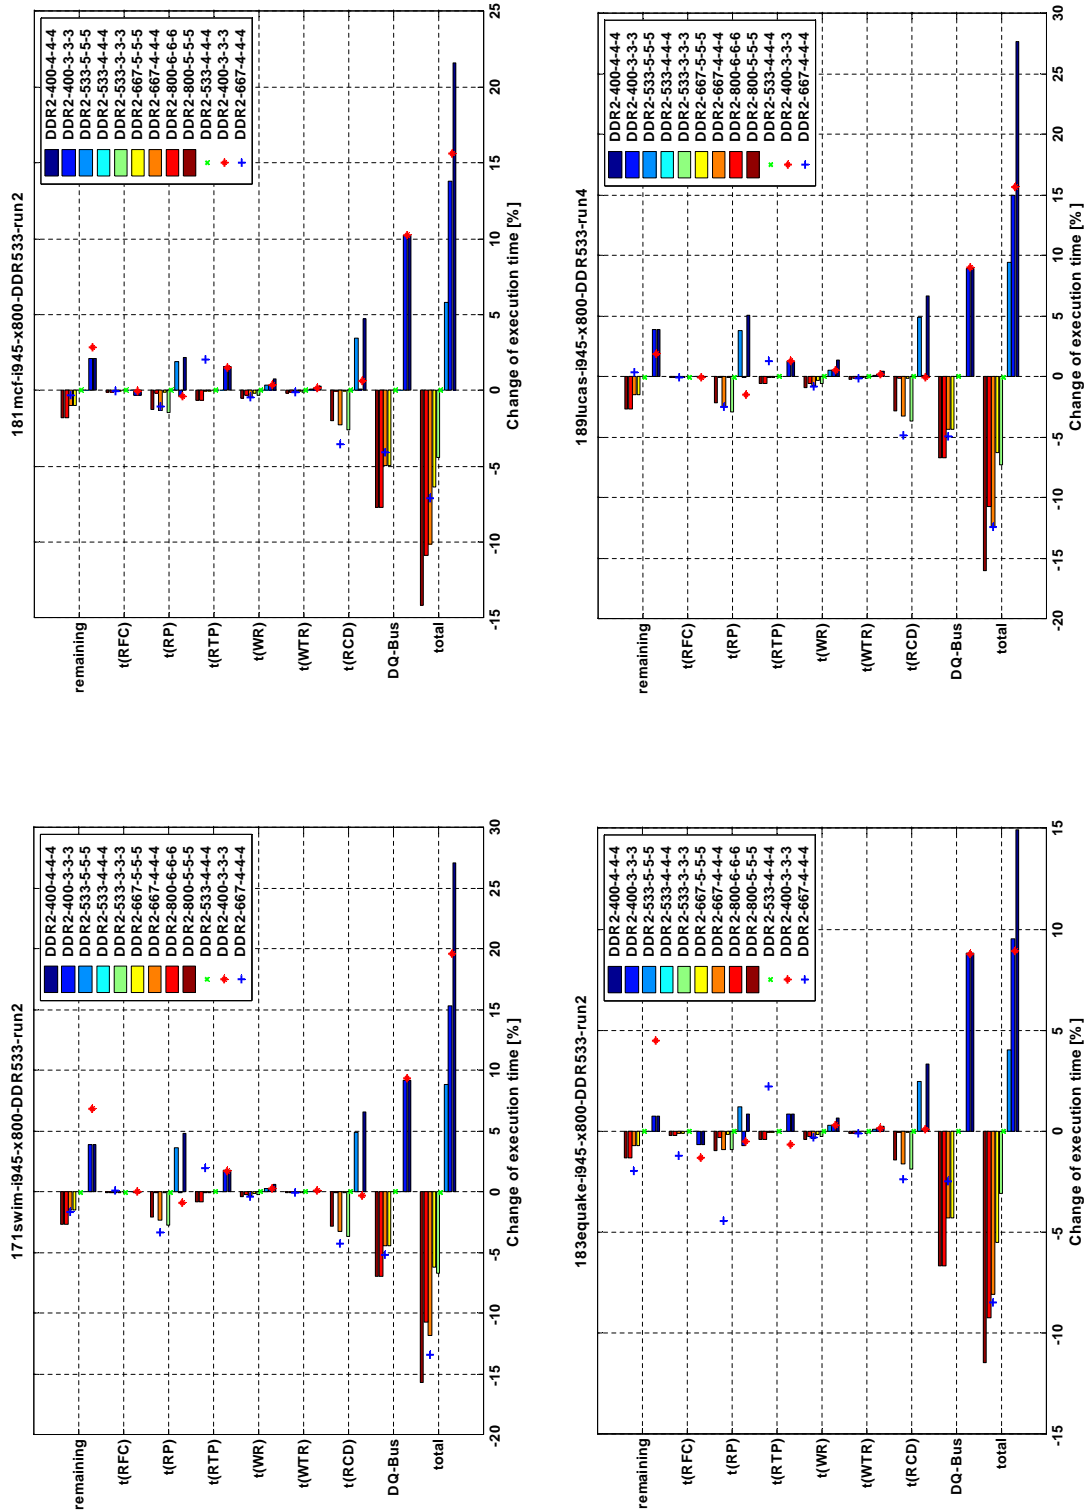 171swim-i945-x800-DDR533-run2
DDR2-400-4-4-4
DDR2-400-3-3-3
DDR2-533-5-5-5
DDR2-533-4-4-4
DDR2-533-3-3-3
DDR2-667-5-5-5
DDR2-667-4-4-4
DDR2-800-6-6-6
DDR2-800-5-5-5
DDR2-533-4-4-4
DDR2-400-3-3-3
DDR2-667-4-4-4
remaining
t(RFC)
t(RP)
t(RTP)
t(WR)
t(WTR)
t(RCD)
DQ-Bus
total
-20 -15 -10 -5 0 5 10 15 20 25 30
Change of execution time [%]
181mcf-i945-x800-DDR533-run2
DDR2-400-4-4-4
DDR2-400-3-3-3
DDR2-533-5-5-5
DDR2-533-4-4-4
DDR2-533-3-3-3
DDR2-667-5-5-5
DDR2-667-4-4-4
DDR2-800-6-6-6
DDR2-800-5-5-5
DDR2-533-4-4-4
DDR2-400-3-3-3
DDR2-667-4-4-4
remaining
t(RFC)
t(RP)
t(RTP)
t(WR)
t(WTR)
t(RCD)
DQ-Bus
total
-15 -10 -5 0 5 10 15 20 25
Change of execution time [%]
183equake-i945-x800-DDR533-run2
DDR2-400-4-4-4
DDR2-400-3-3-3
DDR2-533-5-5-5
DDR2-533-4-4-4
DDR2-533-3-3-3
DDR2-667-5-5-5
DDR2-667-4-4-4
DDR2-800-6-6-6
DDR2-800-5-5-5
DDR2-533-4-4-4
DDR2-400-3-3-3
DDR2-667-4-4-4
remaining
t(RFC)
t(RP)
t(RTP)
t(WR)
t(WTR)
t(RCD)
DQ-Bus
total
-15 -10 -5 0 5 10 15
Change of execution time [%]
189lucas-i945-x800-DDR533-run4
DDR2-400-4-4-4
DDR2-400-3-3-3
DDR2-533-5-5-5
DDR2-533-4-4-4
DDR2-533-3-3-3
DDR2-667-5-5-5
DDR2-667-4-4-4
DDR2-800-6-6-6
DDR2-800-5-5-5
DDR2-533-4-4-4
DDR2-400-3-3-3
DDR2-667-4-4-4
remaining
t(RFC)
t(RP)
t(RTP)
t(WR)
t(WTR)
t(RCD)
DQ-Bus
total
-20 -15 -10 -5 0 5 10 15 20 25 30
Change of execution time [%]